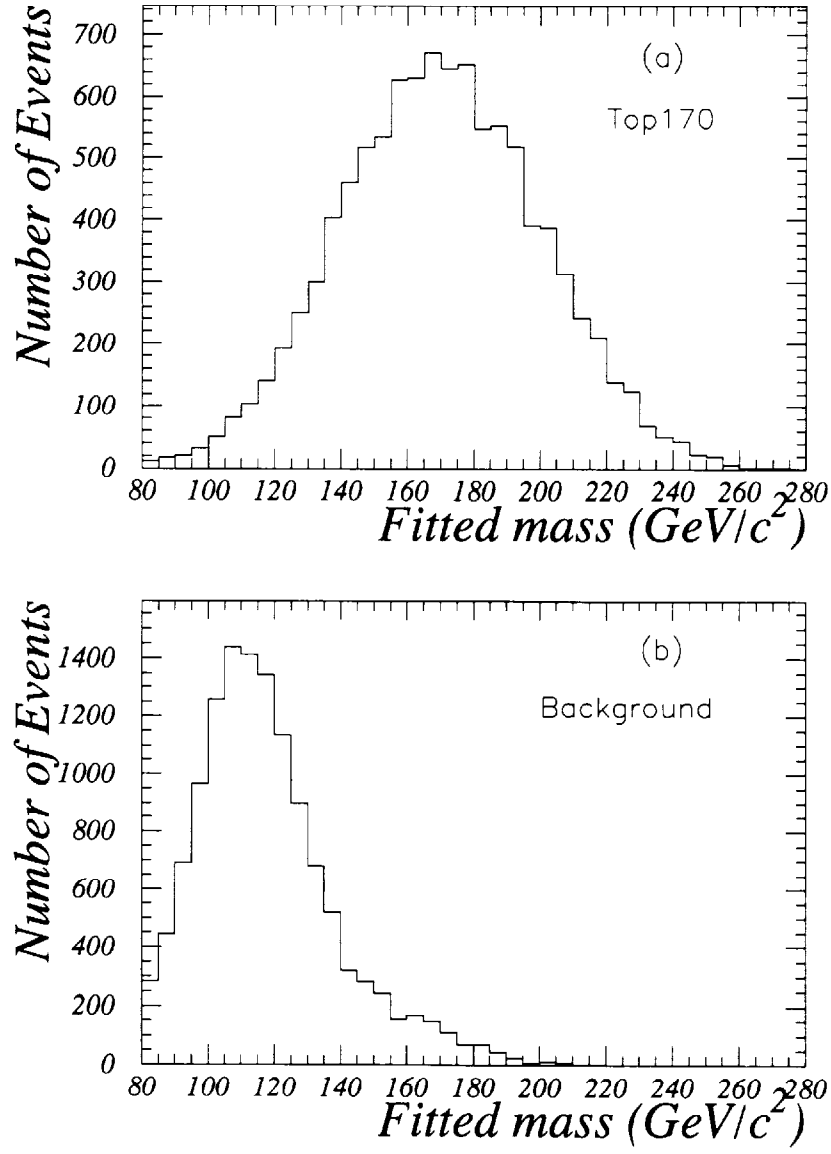 Number of Events
700
600
500
400
300
200
100
0
(a)
Top170
80 100 120 140 160 180 200 220 240 260 280
Fitted mass (GeV/c²)
Number of Events
1400
1200
1000
800
600
400
200
0
(b)
Background
80 100 120 140 160 180 200 220 240 260 280
Fitted mass (GeV/c²)